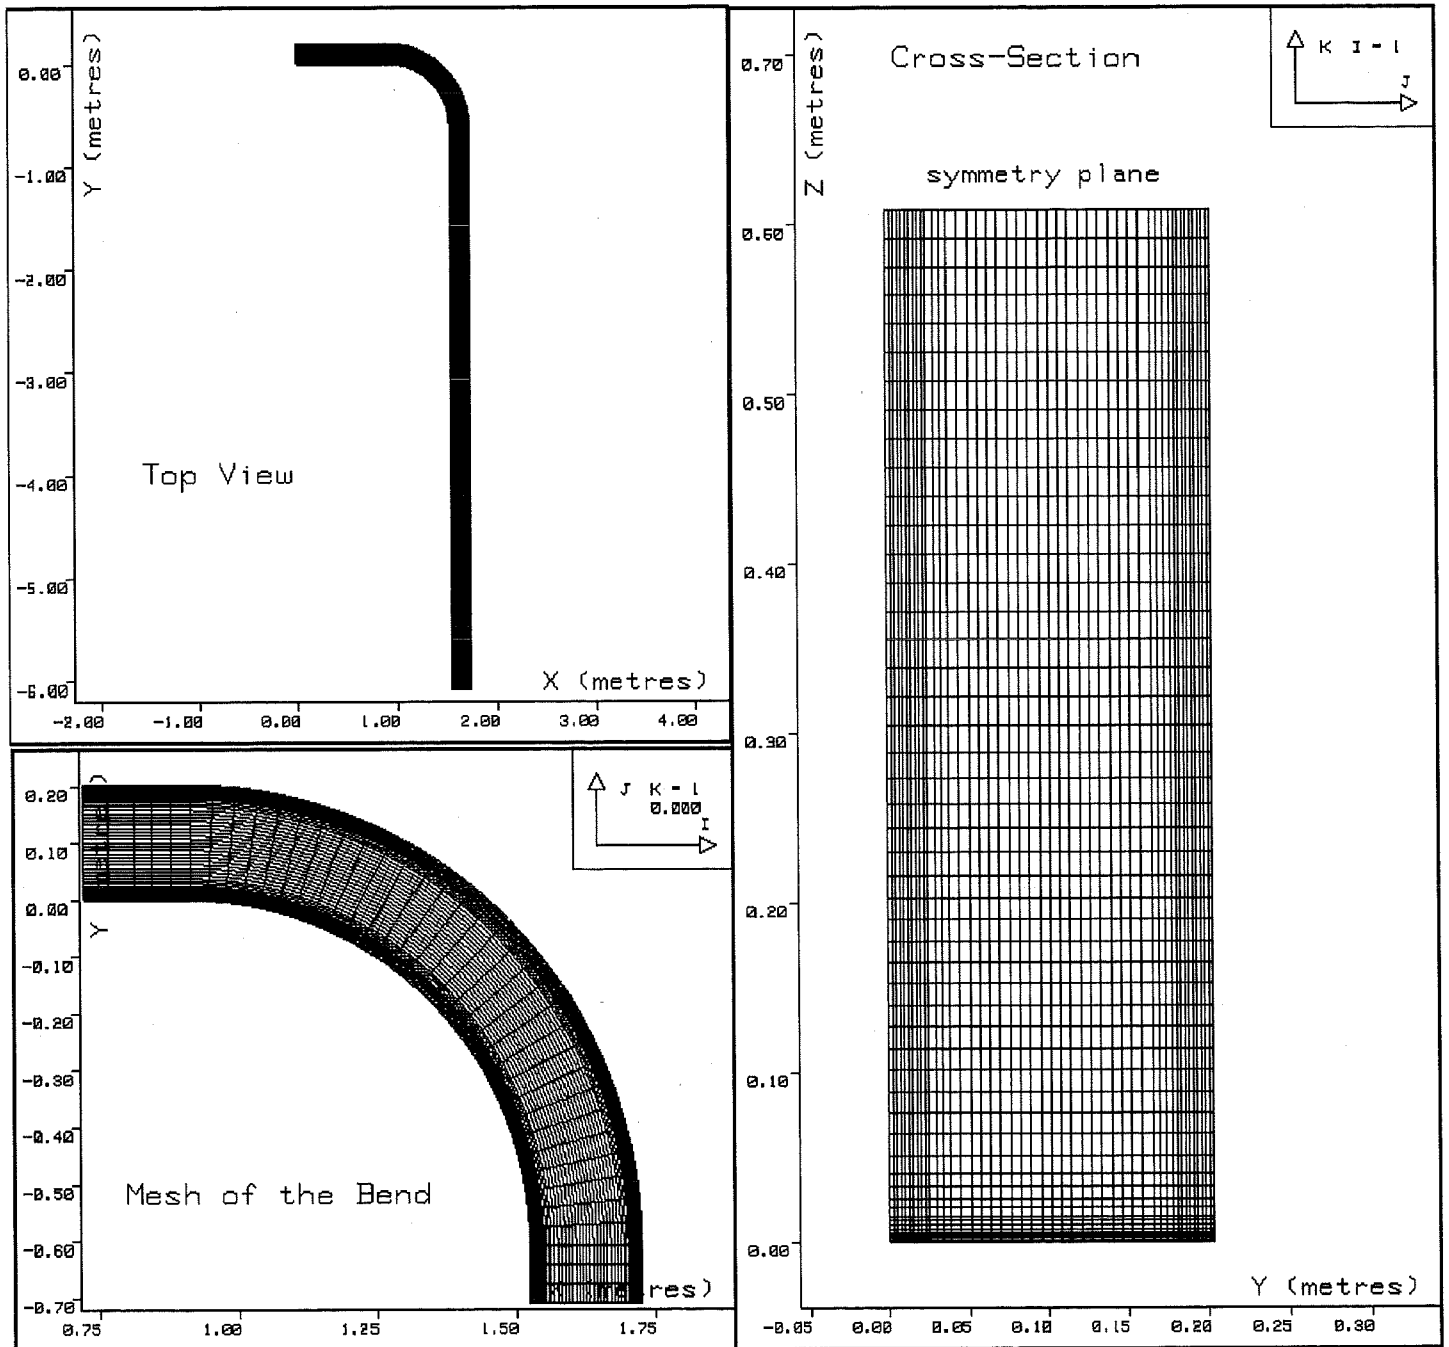 0.00
-1.00
-2.00
-3.00
-4.00
-5.00
-6.00
Y (metres)
Top View
X (metres)
-2.00 -1.00 0.00 1.00 2.00 3.00 4.00
0.20
0.10
0.00
-0.10
-0.20
-0.30
-0.40
-0.50
-0.60
-0.70
Y
J K-1
0.000
I
Mesh of the Bend
0.75 1.00 1.25 1.50 1.75
0.70
0.60
0.50
0.40
0.30
0.20
0.10
0.00
Z (metres)
Cross-Section
K I-1
J
symmetry plane
Y (metres)
-0.05 0.00 0.05 0.10 0.15 0.20 0.25 0.30